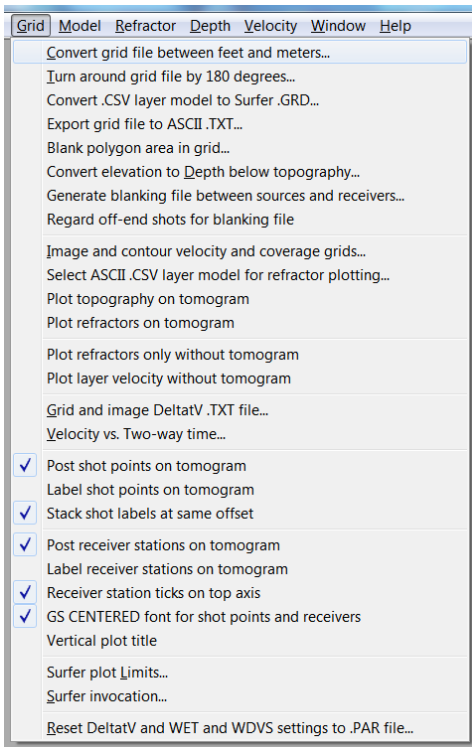 Grid Model Refractor Depth Velocity Window Help
Convert grid file between feet and meters...
Turn around grid file by 180 degrees...
Convert .CSV layer model to Surfer .GRD...
Export grid file to ASCII .TXT...
Blank polygon area in grid...
Convert elevation to Depth below topography...
Generate blanking file between sources and receivers...
Regard off-end shots for blanking file
Image and contour velocity and coverage grids...
Select ASCII .CSV layer model for refractor plotting...
Plot topography on tomogram
Plot refractors on tomogram
Plot refractors only without tomogram
Plot layer velocity without tomogram
Grid and image DeltatV .TXT file...
Velocity vs. Two-way time...
Post shot points on tomogram
Label shot points on tomogram
Stack shot labels at same offset
Post receiver stations on tomogram
Label receiver stations on tomogram
Receiver station ticks on top axis
GS CENTERED font for shot points and receivers
Vertical plot title
Surfer plot Limits...
Surfer invocation...
Reset DeltatV and WET and WDVS settings to .PAR file...